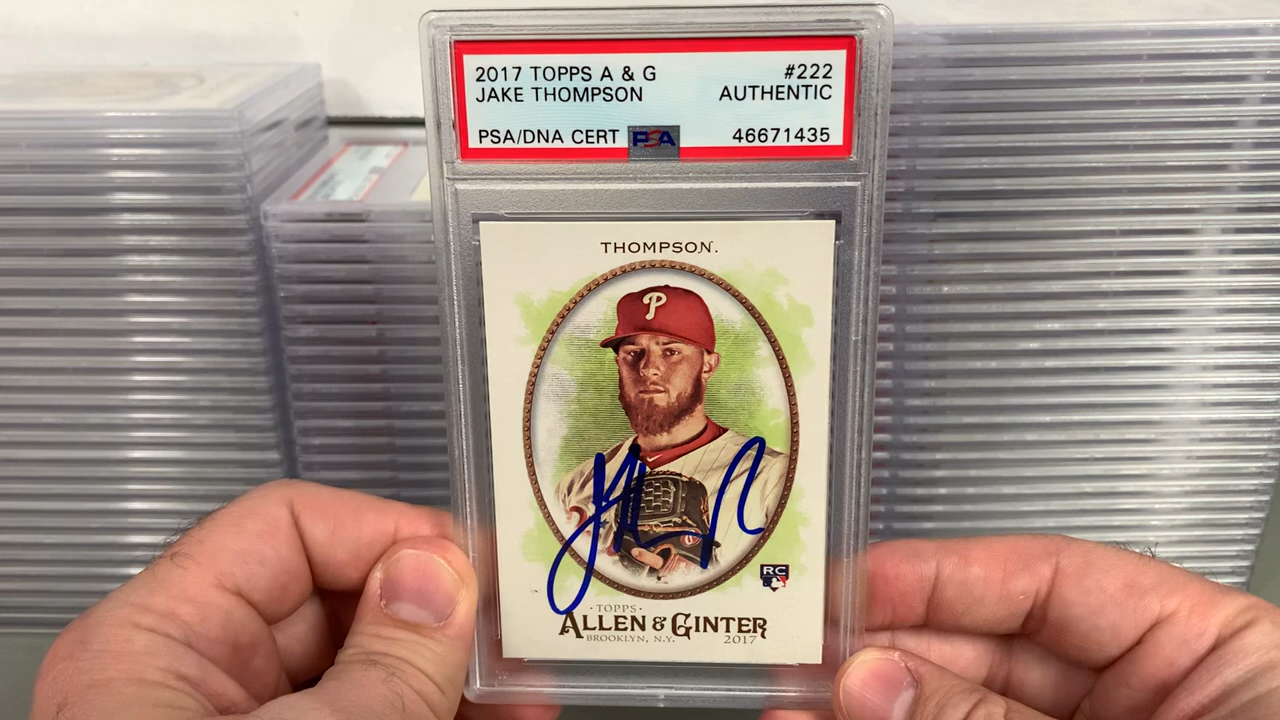 2017 TOPPS A & G #222
JAKE THOMPSON AUTHENTIC
PSA/DNA CERT PSA 46671435
THOMPSON.
P
RC
· TOPPS ·
ALLEN & GINTER
BROOKLYN, N.Y. 2017